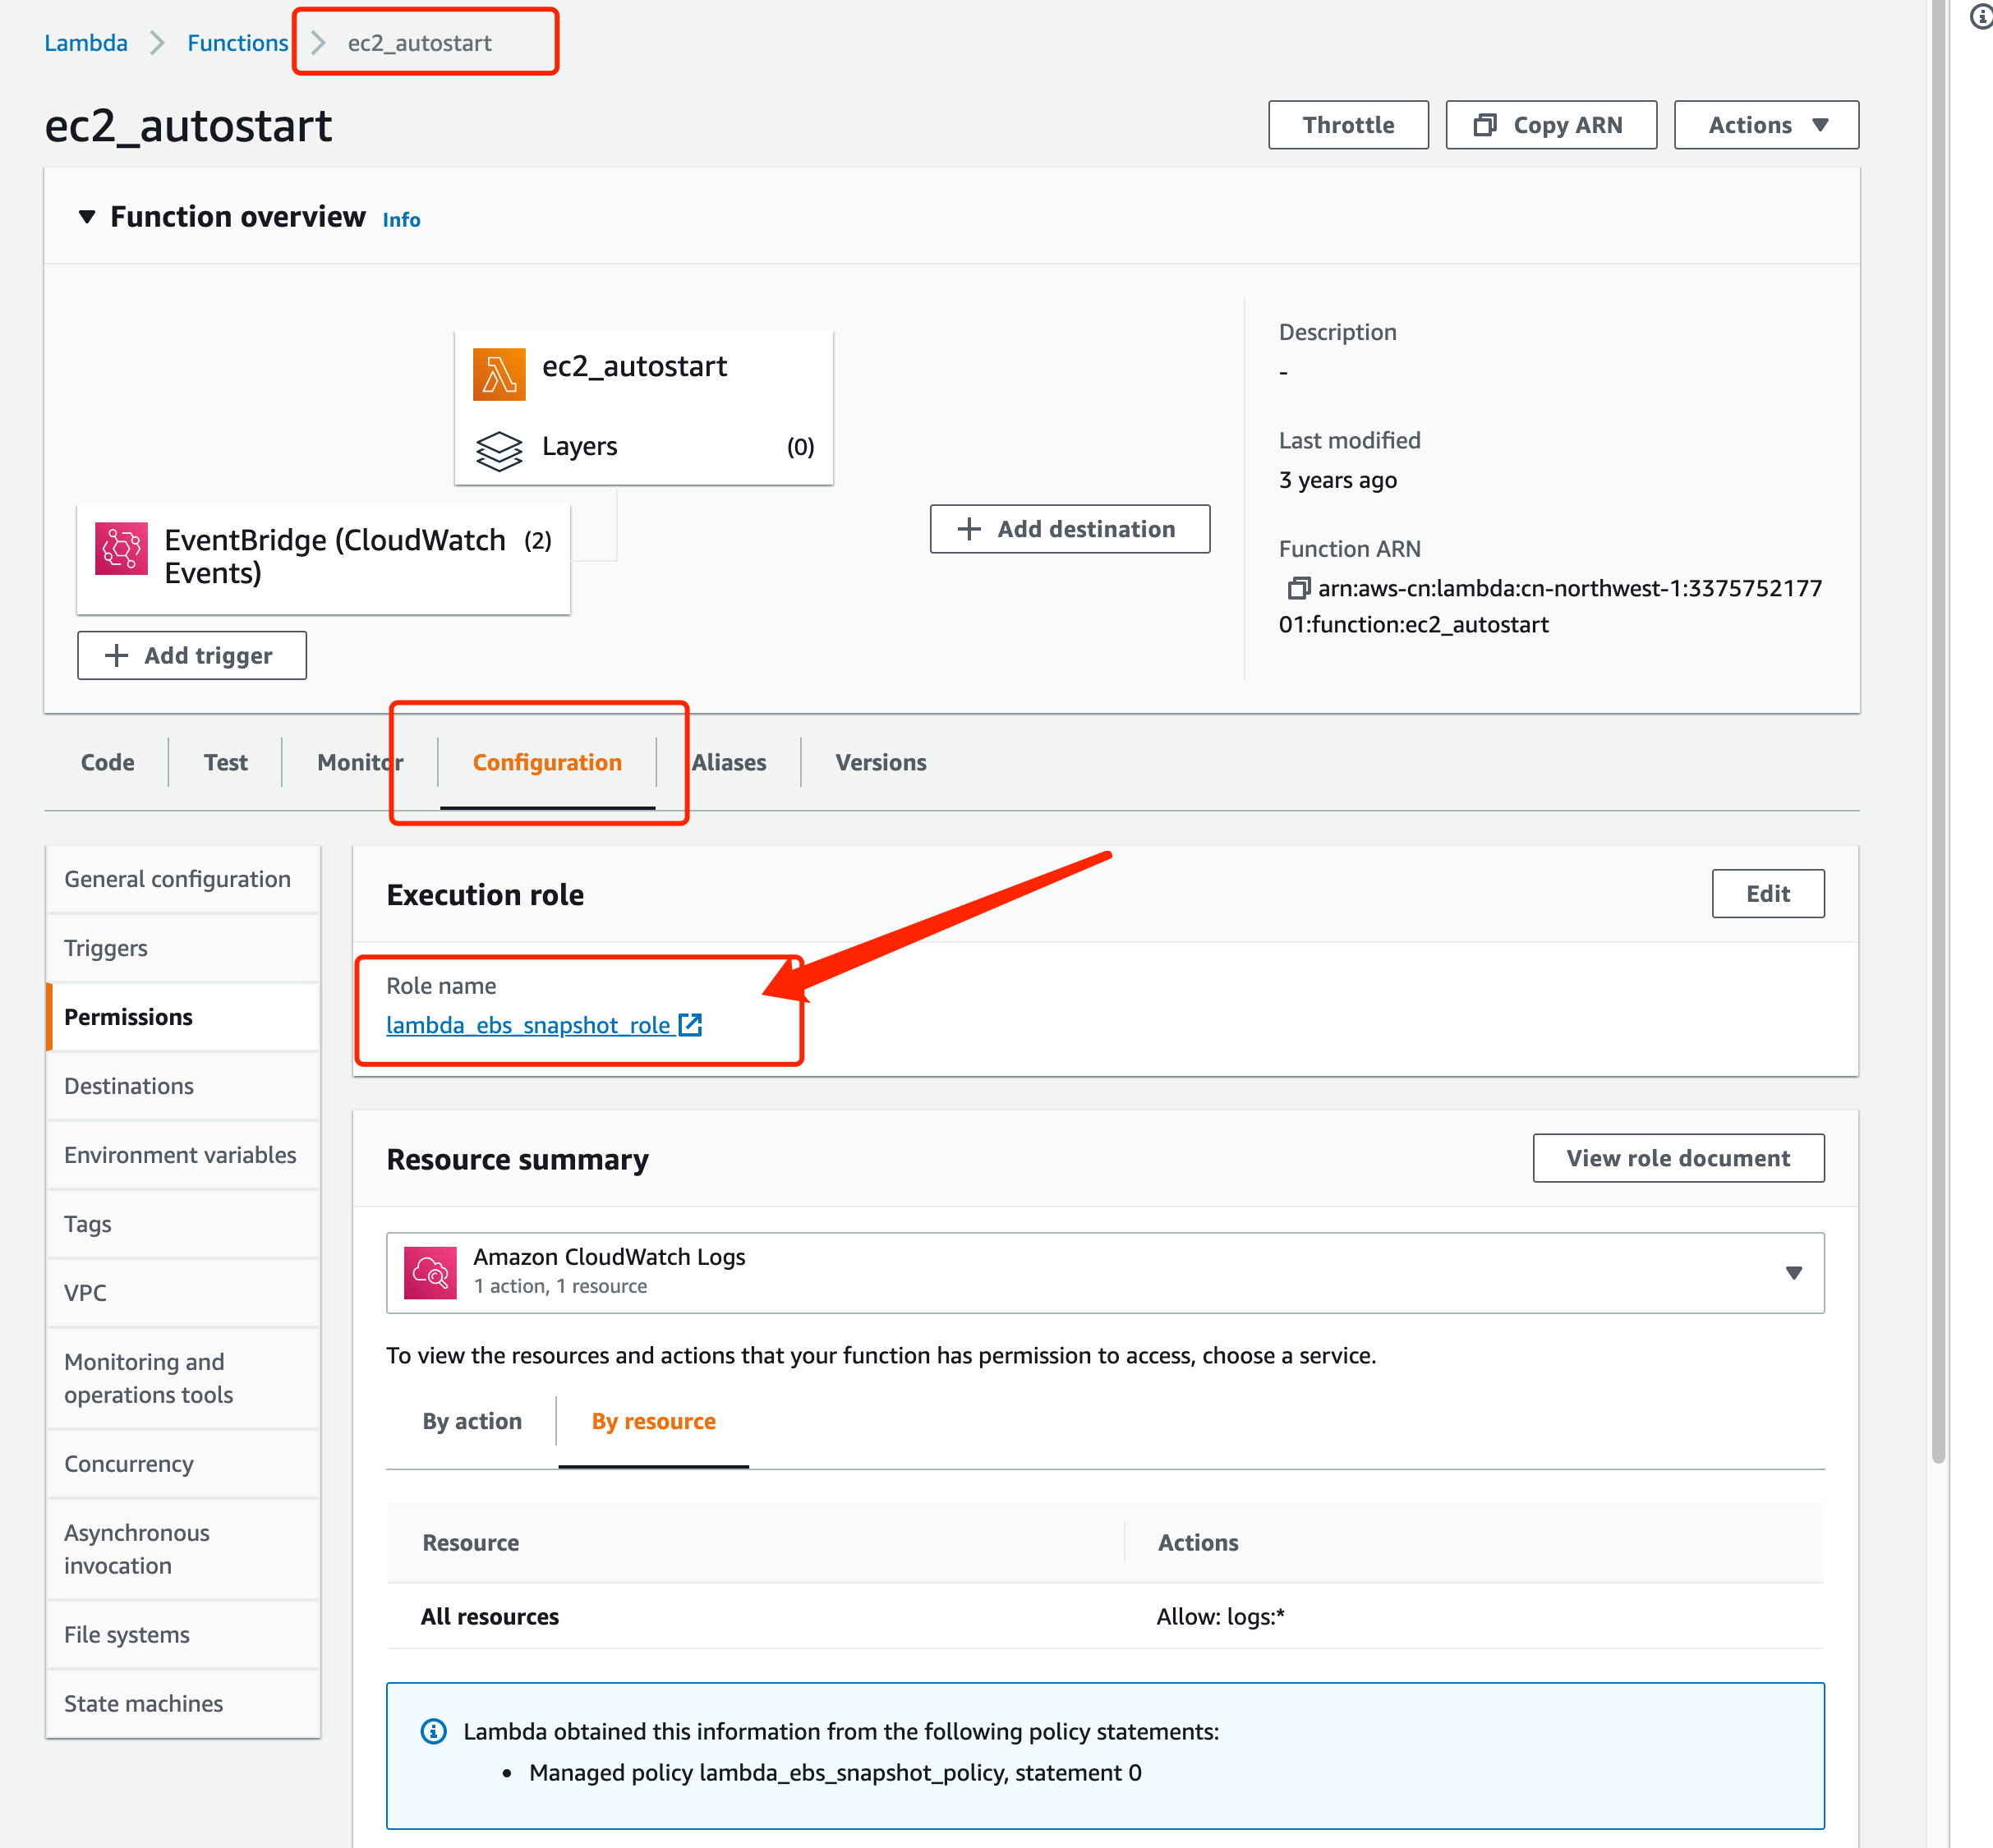 Lambda > Functions > ec2_autostart
ec2_autostart
Throttle
Copy ARN
Actions
Function overview Info
ec2_autostart
Layers (0)
EventBridge (CloudWatch Events) (2)
Add trigger
Add destination
Description
-
Last modified
3 years ago
Function ARN
arn:aws-cn:lambda:cn-northwest-1:3375752177
01:function:ec2_autostart
Code
Test
Monitor
Configuration
Aliases
Versions
General configuration
Triggers
Permissions
Destinations
Environment variables
Tags
VPC
Monitoring and
operations tools
Concurrency
Asynchronous
invocation
File systems
State machines
Execution role
Edit
Role name
lambda_ebs_snapshot_role
Resource summary
View role document
Amazon CloudWatch Logs
1 action, 1 resource
To view the resources and actions that your function has permission to access, choose a service.
By action
By resource
Resource
Actions
All resources
Allow: logs:*
Lambda obtained this information from the following policy statements:
• Managed policy lambda_ebs_snapshot_policy, statement 0